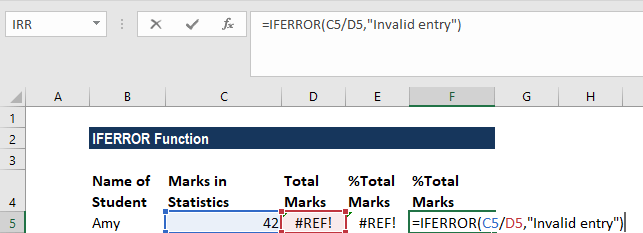 IRR
=IFERROR(C5/D5,"Invalid entry")
A B C D E F G H
1
2 IFERROR Function
3
Name of Marks in Total %Total %Total
4 Student Statistics Marks Marks Marks
5 Amy 42 #REF! #REF! =IFERROR(C5/D5,"Invalid entry")